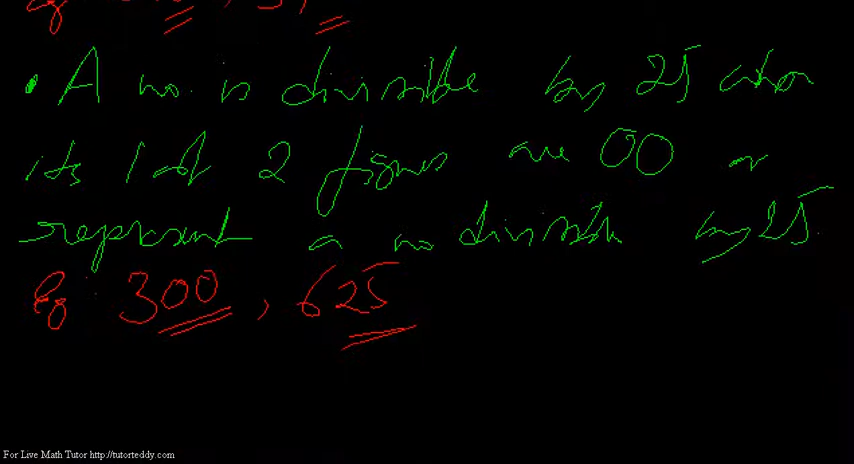 • A no. is divisible by 25 when
its last 2 figures are 00 or
represent a no divisible by 25.
Eg: 300, 625
For Live Math Tutor http://tutorteddy.com